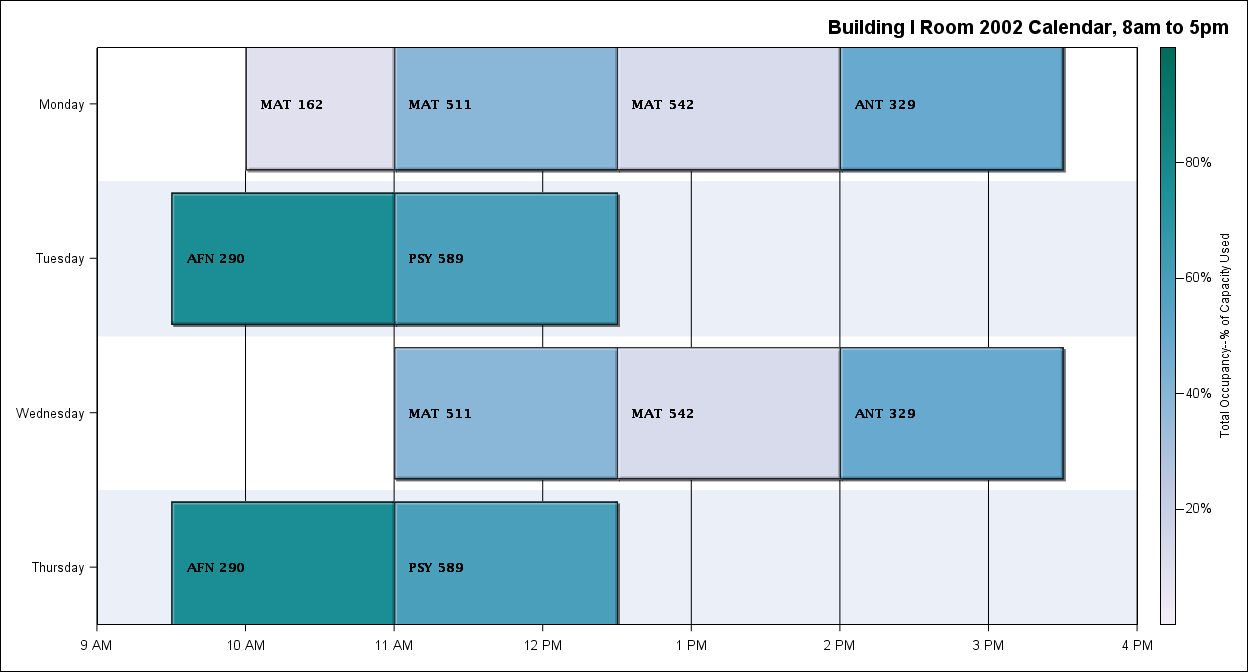 Building I Room 2002 Calendar, 8am to 5pm
Monday
MAT 162
MAT 511
MAT 542
ANT 329
Tuesday
AFN 290
PSY 589
Wednesday
MAT 511
MAT 542
ANT 329
Thursday
AFN 290
PSY 589
9 AM
10 AM
11 AM
12 PM
1 PM
2 PM
3 PM
4 PM
80%
60%
40%
20%
Total Occupancy--% of Capacity Used